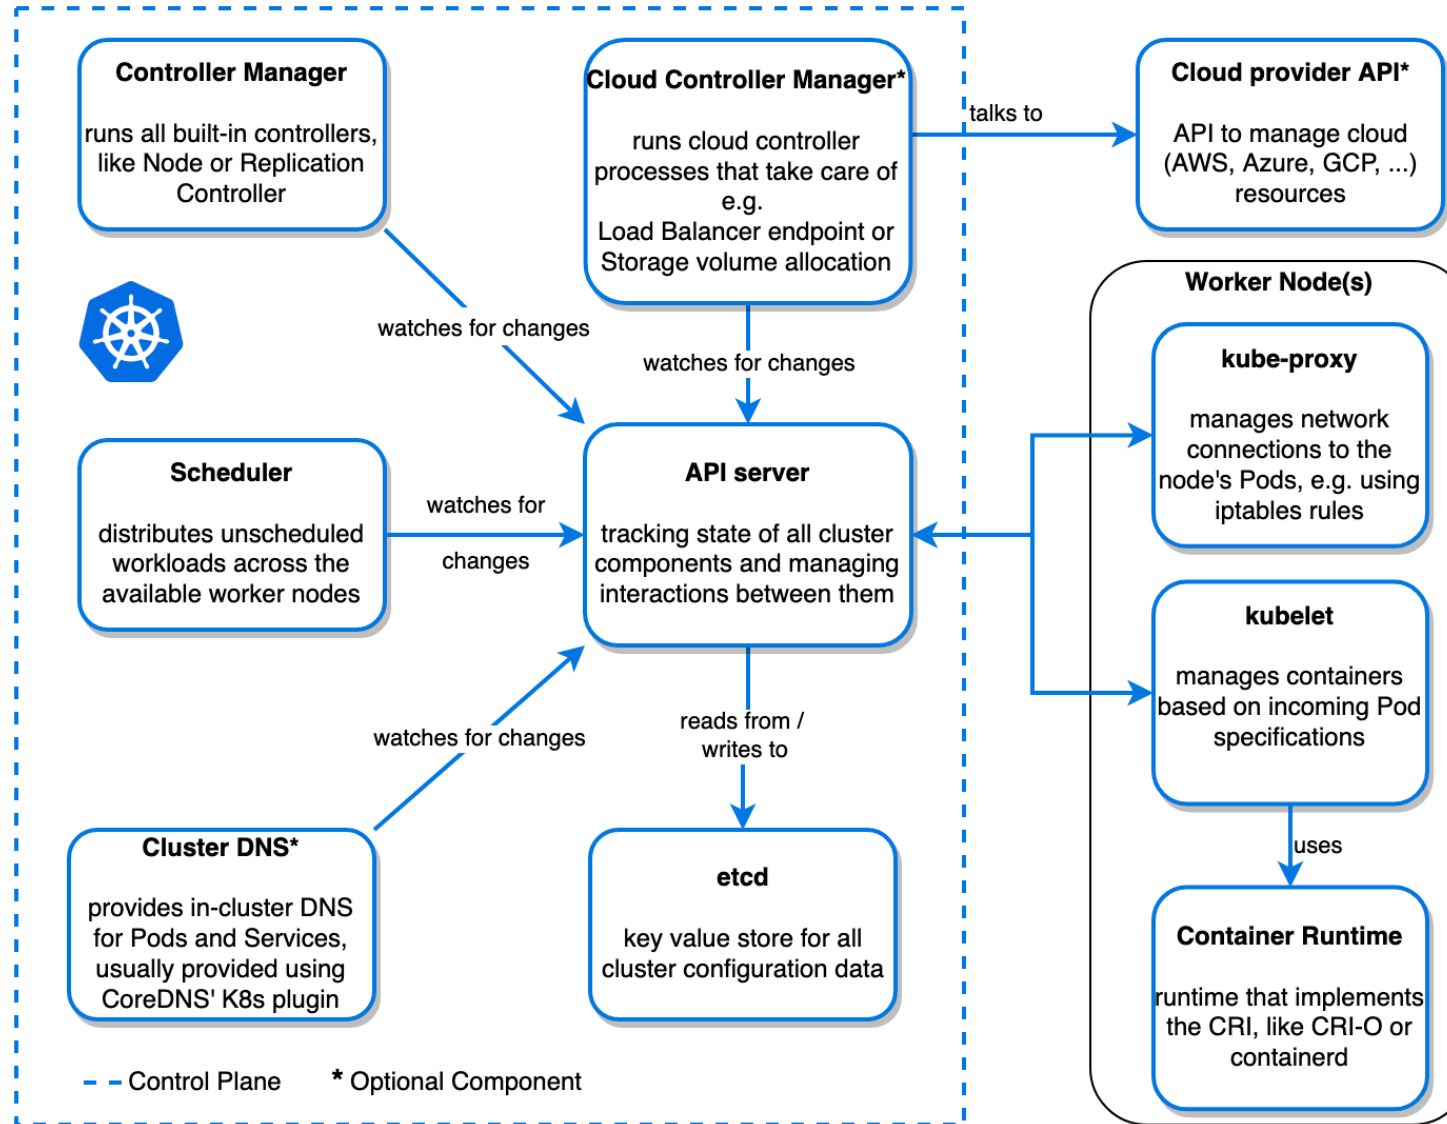 Controller Manager
runs all built-in controllers,
like Node or Replication
Controller
Cloud Controller Manager*
runs cloud controller
processes that take care of
e.g.
Load Balancer endpoint or
Storage volume allocation
talks to
Cloud provider API*
API to manage cloud
(AWS, Azure, GCP, ...)
resources
watches for changes
watches for changes
Worker Node(s)
kube-proxy
manages network
connections to the
node's Pods, e.g. using
iptables rules
Scheduler
distributes unscheduled
workloads across the
available worker nodes
watches for
changes
API server
tracking state of all cluster
components and managing
interactions between them
kubelet
manages containers
based on incoming Pod
specifications
watches for changes
reads from /
writes to
uses
Cluster DNS*
provides in-cluster DNS
for Pods and Services,
usually provided using
CoreDNS' K8s plugin
etcd
key value store for all
cluster configuration data
Container Runtime
runtime that implements
the CRI, like CRI-O or
containerd
Control Plane
* Optional Component